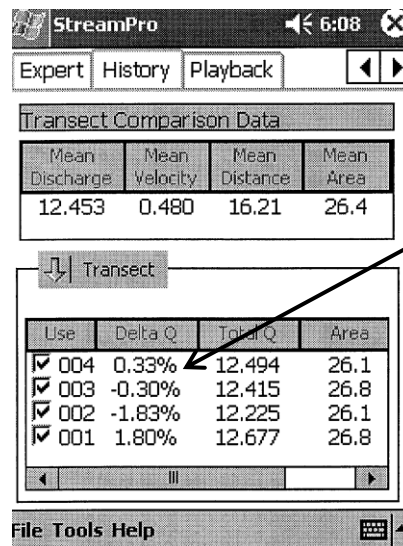 StreamPro 6:08
Expert History Playback
Transect Comparison Data
Mean Discharge Mean Velocity Mean Distance Mean Area
12.453 0.480 16.21 26.4
Transect
Use Delta Q Total Q Area
004 0.33% 12.494 26.1
003 -0.30% 12.415 26.8
002 -1.83% 12.225 26.1
001 1.80% 12.677 26.8
File Tools Help